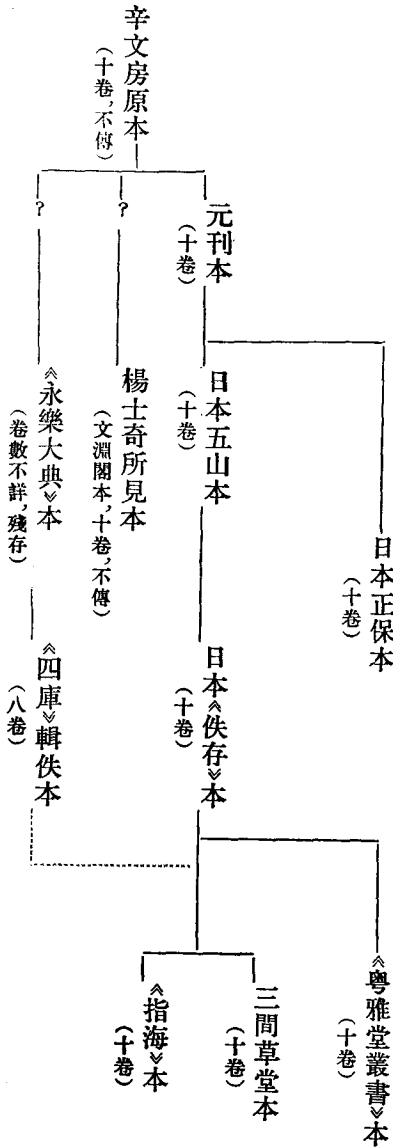 辛文房原本
（十卷，不傳）
元刊本
（十卷）
?
?
日本正保本
（十卷）
日本五山本
（十卷）
楊士奇所見本
（文淵閣本，十卷，不傳）
《永樂大典》本
（卷數不詳，殘存）
日本《佚存》本
（十卷）
《四庫》輯佚本
（八卷）
《粤雅堂叢書》本
（十卷）
三間草堂本
（十卷）
《指海》本
（十卷）